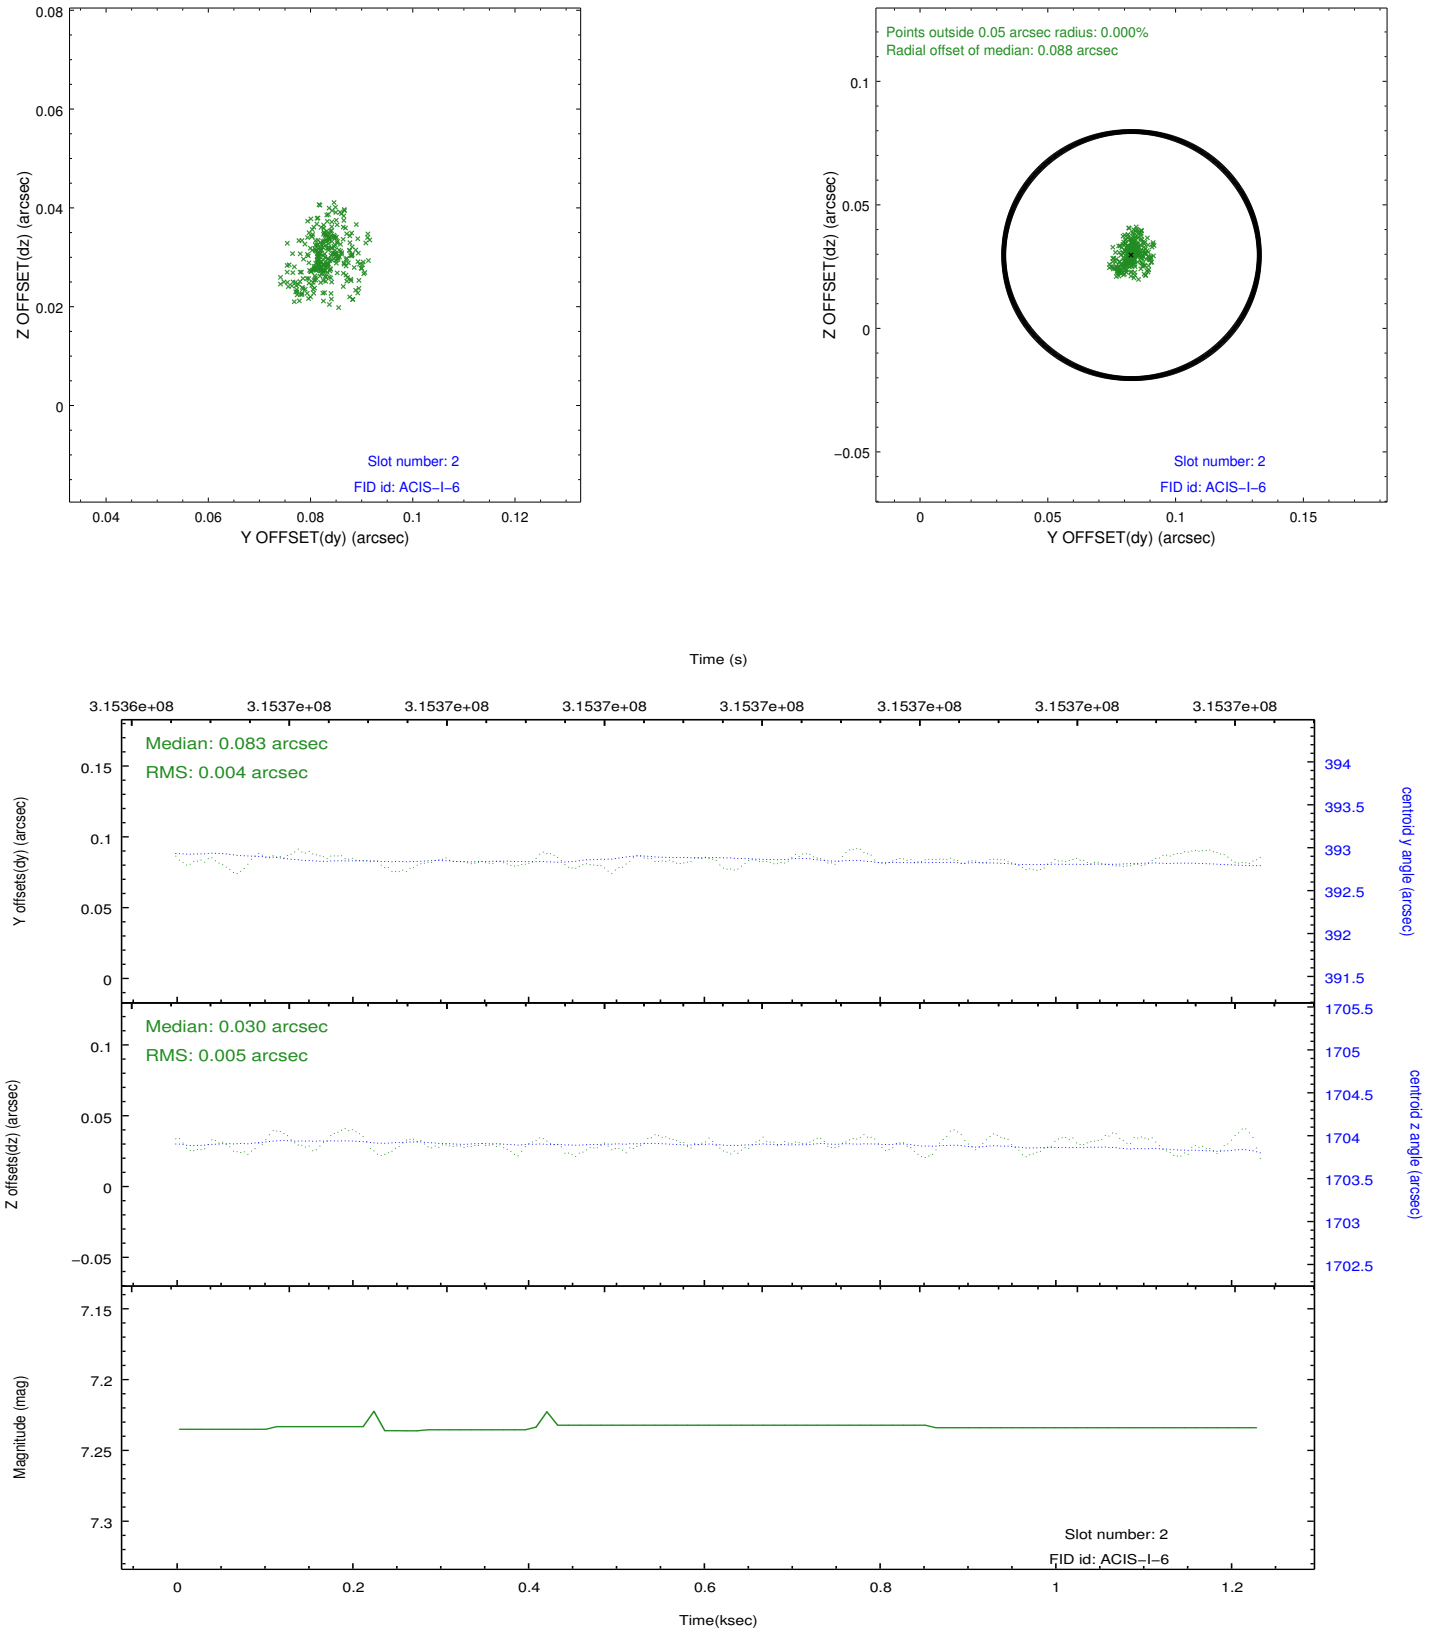 0.08
0.06
0.04
0.02
0
Z OFFSET(dz) (arcsec)
Slot number: 2
FID id: ACIS−I−6
0.04 0.06 0.08 0.1 0.12
Y OFFSET(dy) (arcsec)
Points outside 0.05 arcsec radius: 0.000%
Radial offset of median: 0.088 arcsec
0.1
0.05
0
−0.05
Z OFFSET(dz) (arcsec)
Slot number: 2
FID id: ACIS−I−6
0 0.05 0.1 0.15
Y OFFSET(dy) (arcsec)
Time (s)
3.1536e+08 3.1537e+08 3.1537e+08 3.1537e+08 3.1537e+08 3.1537e+08 3.1537e+08 3.1537e+08
Median: 0.083 arcsec
RMS: 0.004 arcsec
0.15
0.1
0.05
0
Y offsets(dy) (arcsec)
394
393.5
393
392.5
392
391.5
centroid y angle (arcsec)
Median: 0.030 arcsec
RMS: 0.005 arcsec
0.1
0.05
0
−0.05
Z offsets(dz) (arcsec)
1705.5
1705
1704.5
1704
1703.5
1703
1702.5
centroid z angle (arcsec)
7.15
7.2
7.25
7.3
Magnitude (mag)
Slot number: 2
FID id: ACIS−I−6
0 0.2 0.4 0.6 0.8 1 1.2
Time(ksec)